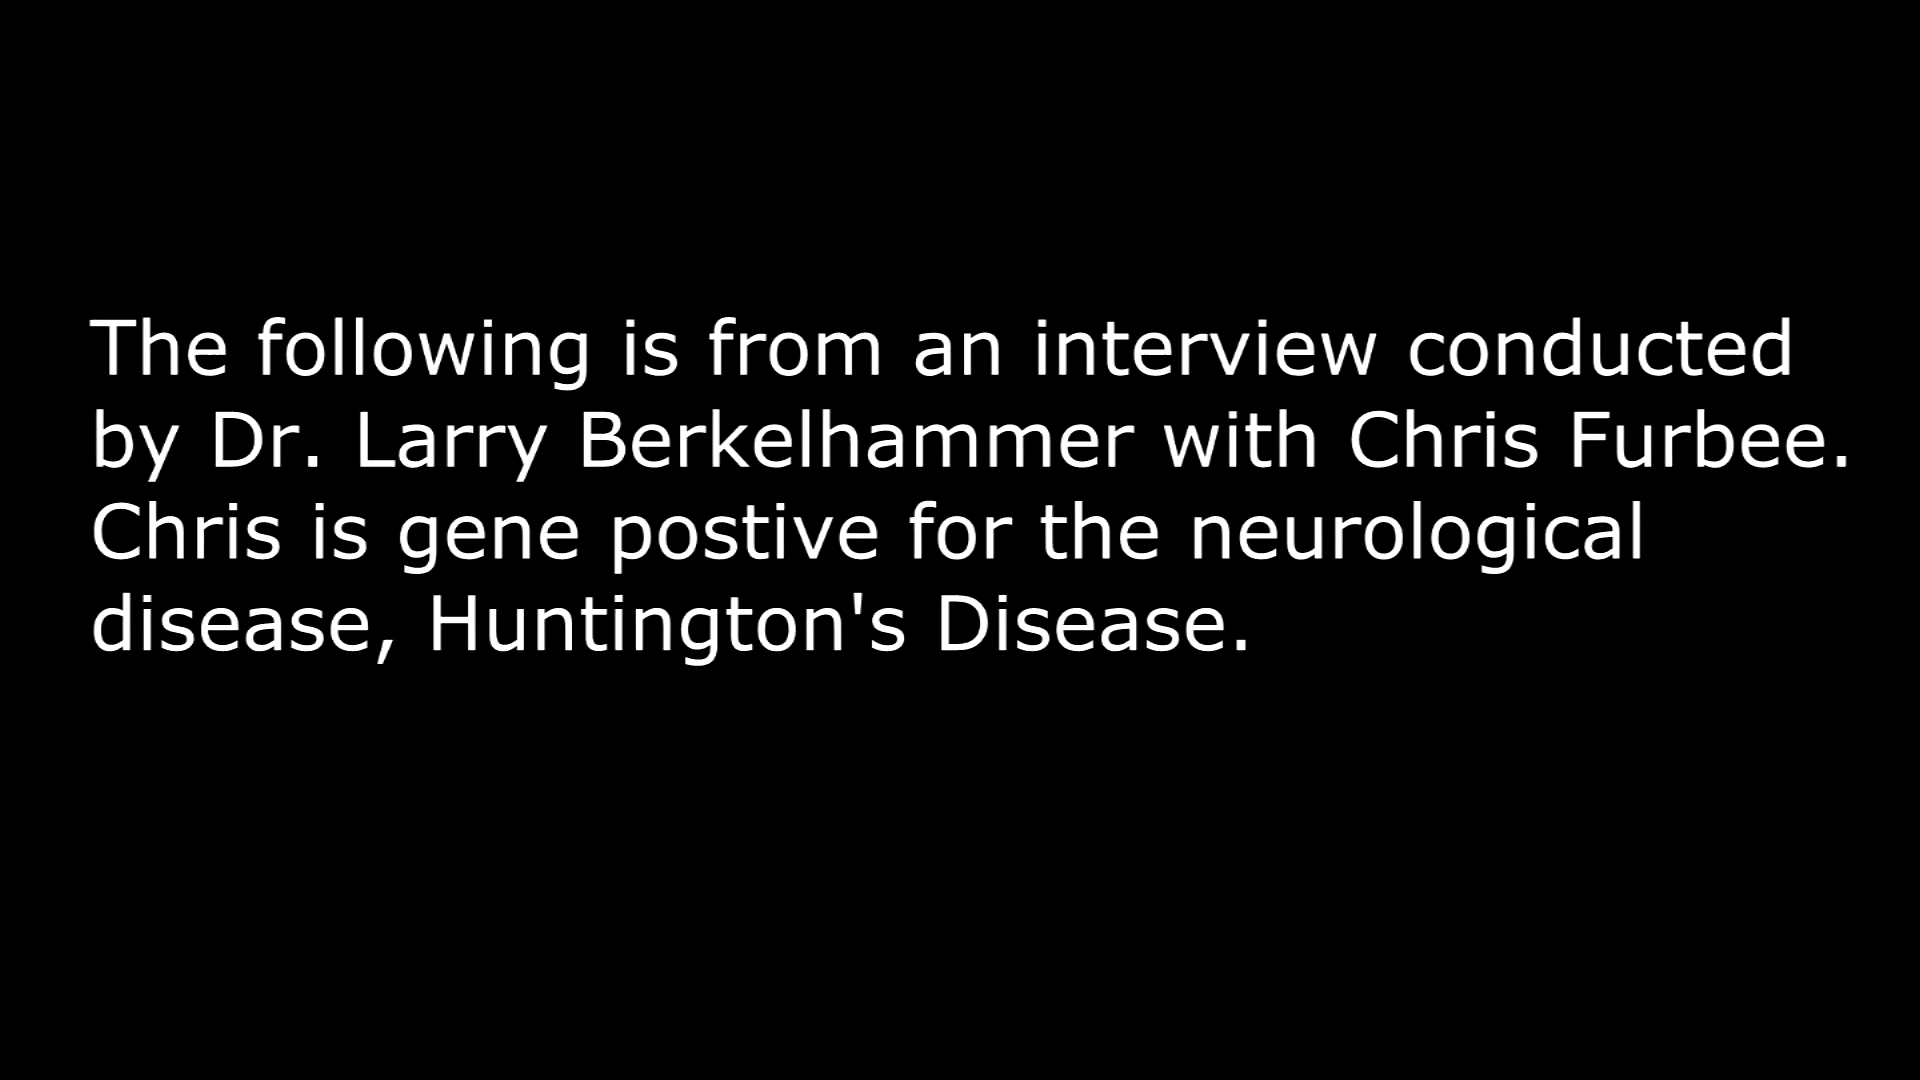 The following is from an interview conducted
by Dr. Larry Berkelhammer with Chris Furbee.
Chris is gene postive for the neurological
disease, Huntington's Disease.